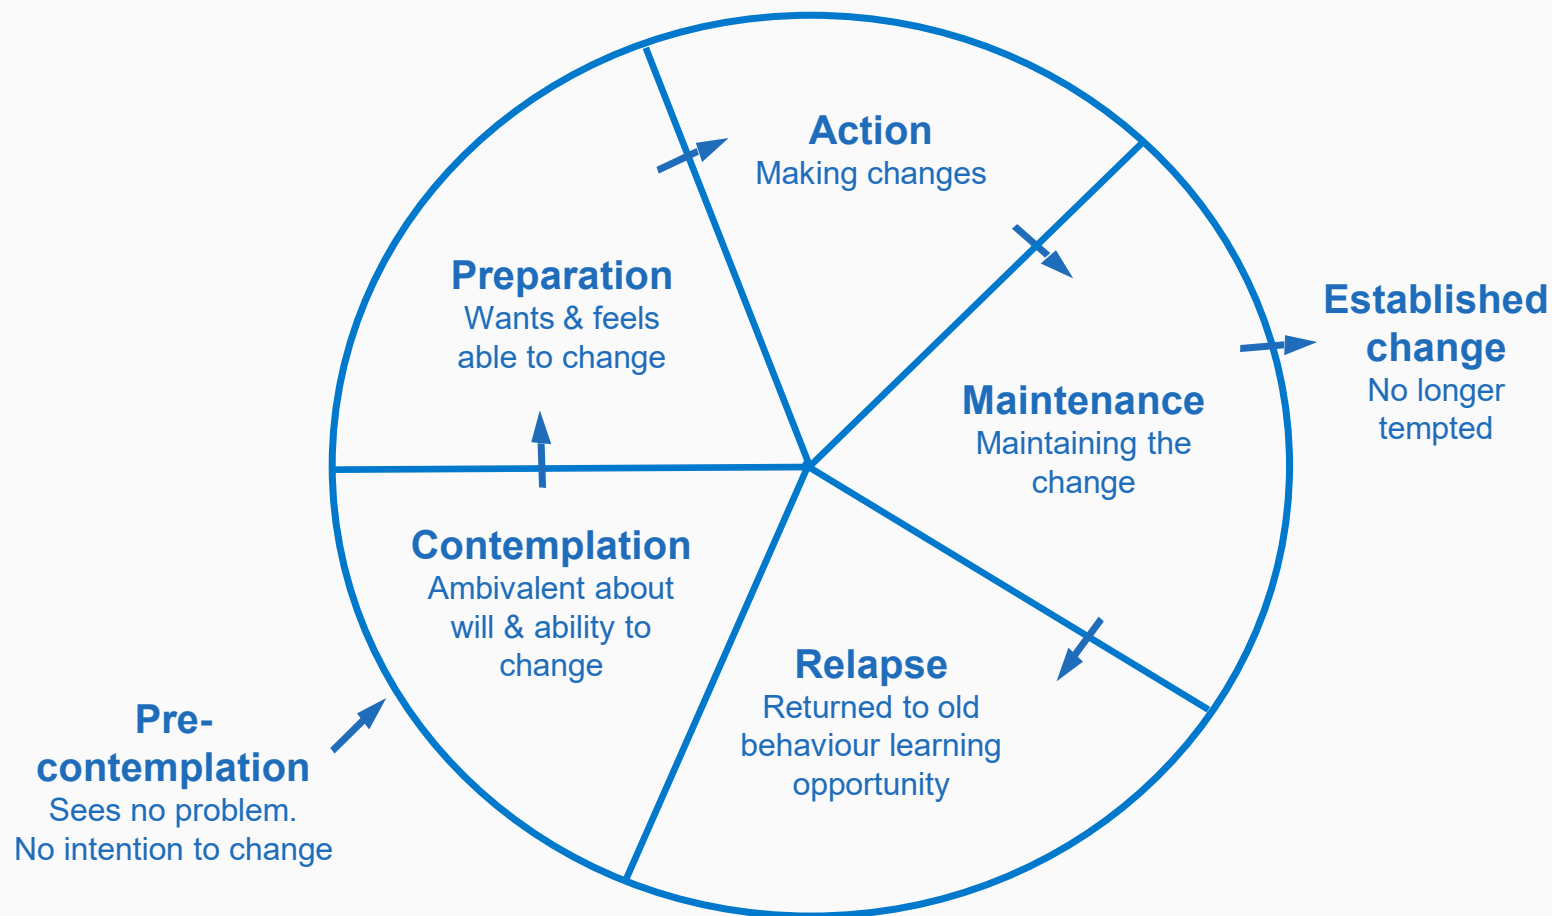 Action
Making changes
Preparation
Wants & feels
able to change
Established
change
No longer
tempted
Maintenance
Maintaining the
change
Contemplation
Ambivalent about
will & ability to
change
Relapse
Returned to old
behaviour learning
opportunity
Pre-
contemplation
Sees no problem.
No intention to change